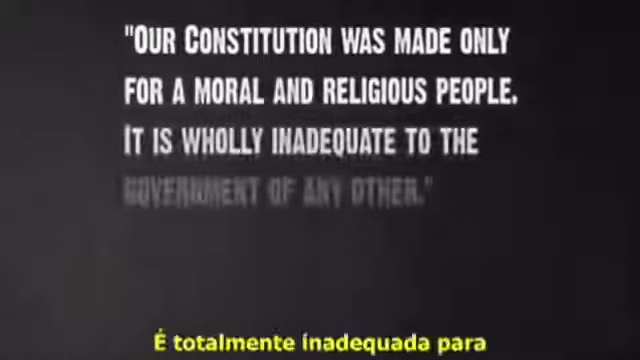 "Our Constitution was made only
for a moral and religious people.
It is wholly inadequate to the
government of any other."
É totalmente inadequada para